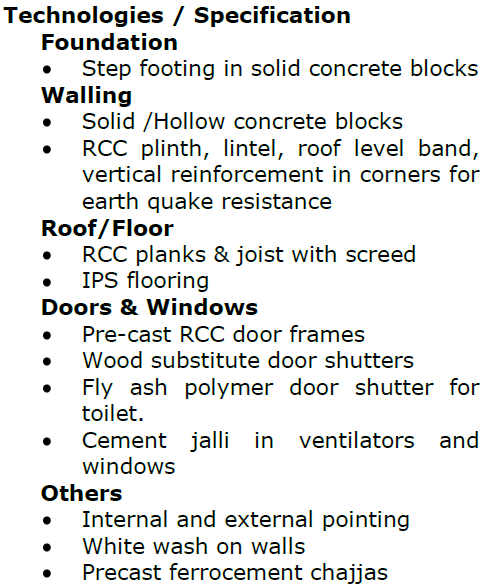 Technologies / Specification
Foundation
• Step footing in solid concrete blocks
Walling
• Solid /Hollow concrete blocks
• RCC plinth, lintel, roof level band,
vertical reinforcement in corners for
earth quake resistance
Roof/Floor
• RCC planks & joist with screed
• IPS flooring
Doors & Windows
• Pre-cast RCC door frames
• Wood substitute door shutters
• Fly ash polymer door shutter for
toilet.
• Cement jalli in ventilators and
windows
Others
• Internal and external pointing
• White wash on walls
• Precast ferrocement chajjas